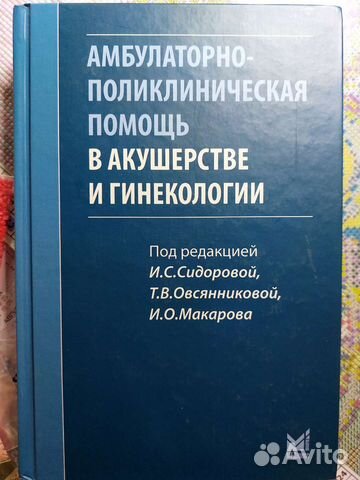 АМБУЛАТОРНО-
ПОЛИКЛИНИЧЕСКАЯ
ПОМОЩЬ
В АКУШЕРСТВЕ
И ГИНЕКОЛОГИИ
Под редакцией
И.С.Сидоровой,
Т.В.Овсянниковой,
И.О.Макарова
Avito